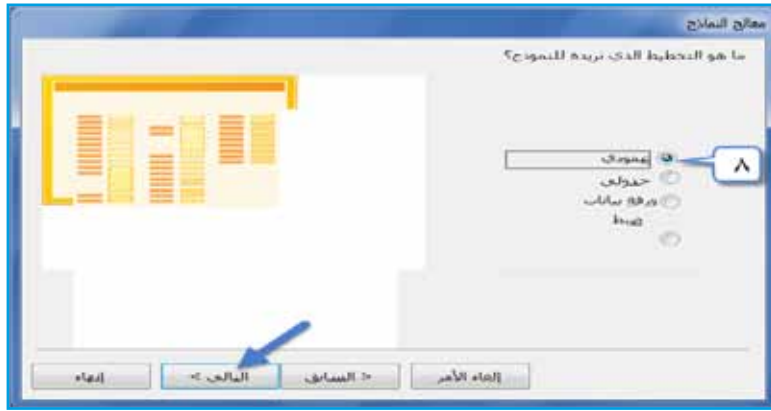 معالج النماذج
ما هو التخطيط الذي تريده للنموذج؟
عمودي
٨
جدولي
ورقة بيانات
ضبط
إلغاء الأمر
< السابق
التالي >
إنهاء